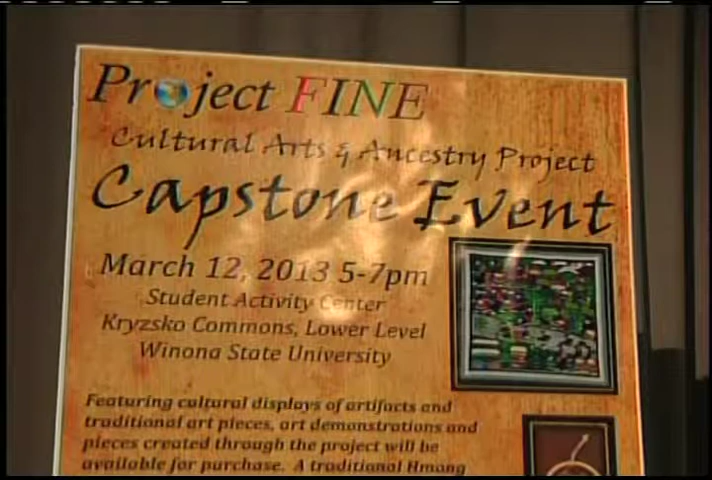 Project FINE
Cultural Arts & Ancestry Project
Capstone Event
March 12, 2013 5-7pm
Student Activity Center
Kryzsko Commons, Lower Level
Winona State University
Featuring cultural displays of artifacts and
traditional art pieces, art demonstrations and
pieces created through the project will be
available for purchase. A traditional Hmong